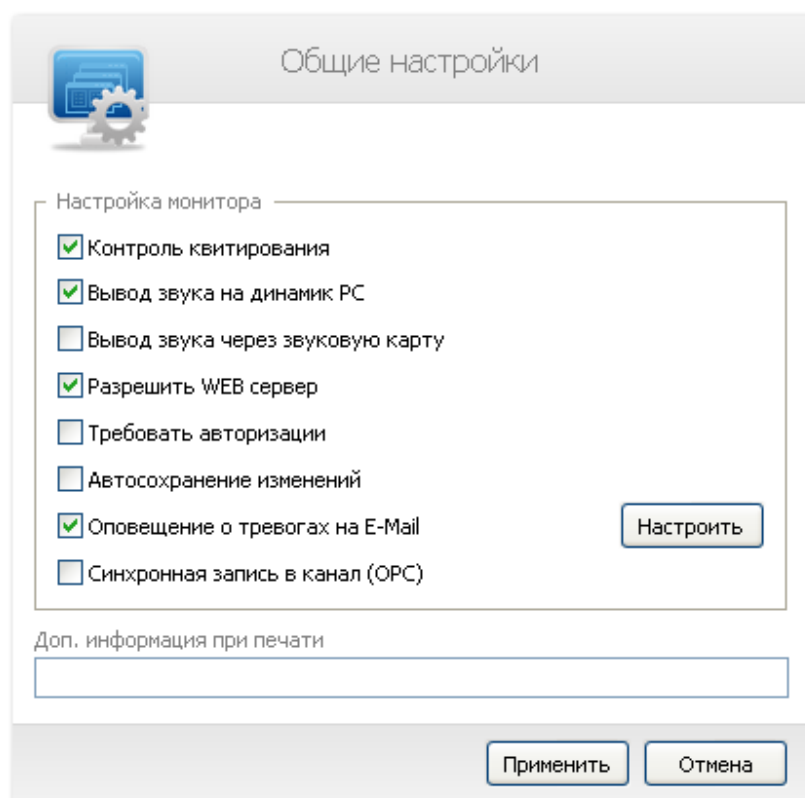 Общие настройки
Настройка монитора
Контроль квитирования
Вывод звука на динамик PC
Вывод звука через звуковую карту
Разрешить WEB сервер
Требовать авторизации
Автосохранение изменений
Оповещение о тревогах на E-Mail
Настроить
Синхронная запись в канал (OPC)
Доп. информация при печати
Применить
Отмена